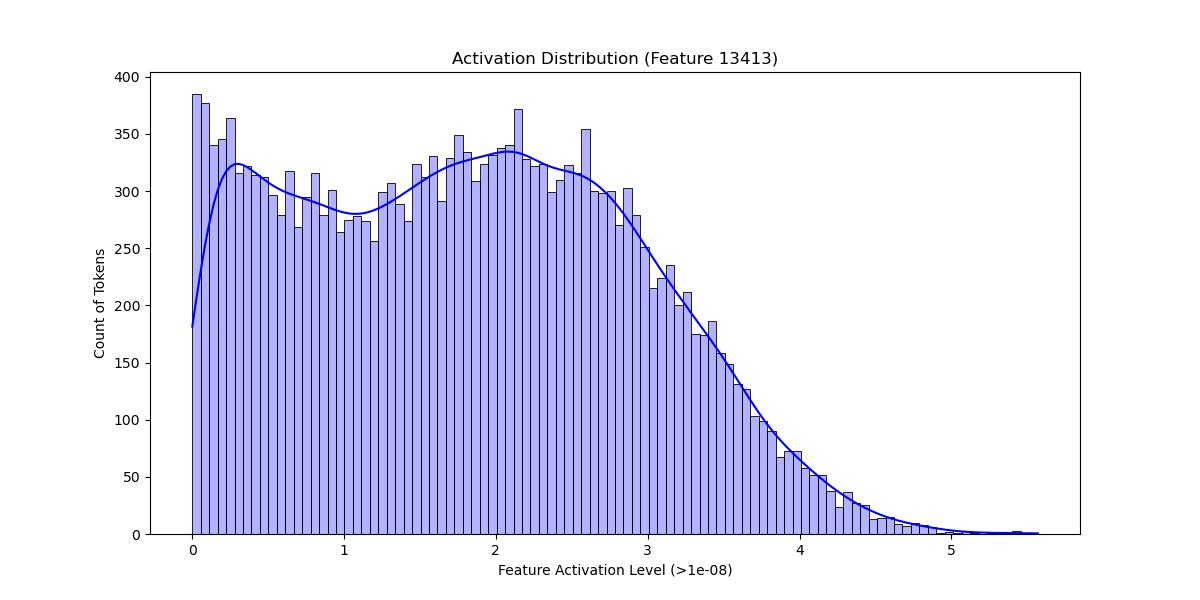 Activation Distribution (Feature 13413)
400
350
300
250
200
150
100
50
0
Count of Tokens
0 1 2 3 4 5
Feature Activation Level (>1e-08)